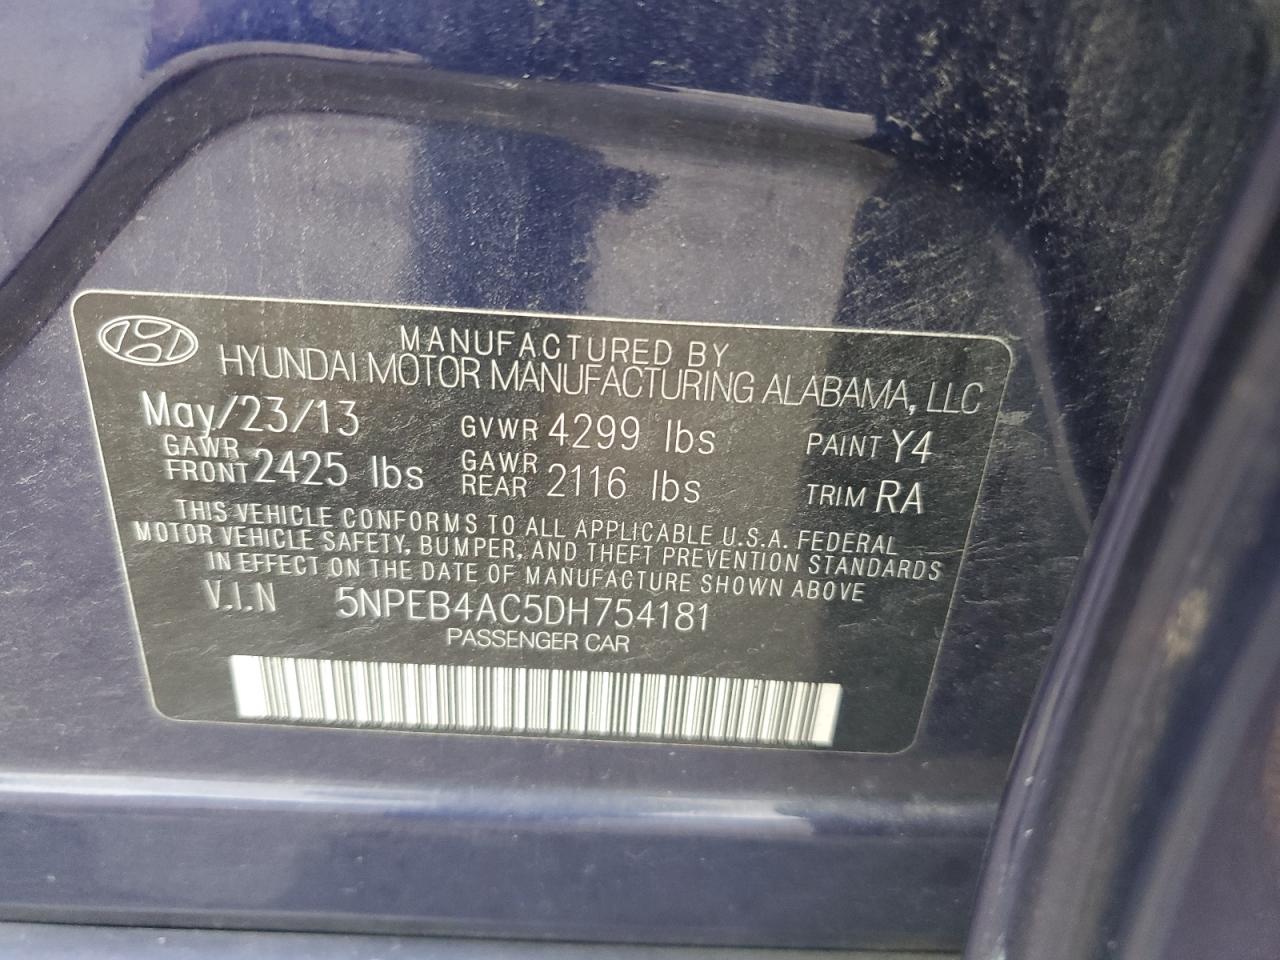 MANUFACTURED BY
HYUNDAI MOTOR MANUFACTURING ALABAMA, LLC
May/23/13 GVWR 4299 lbs PAINT Y4
GAWR FRONT 2425 lbs GAWR REAR 2116 lbs TRIM RA
THIS VEHICLE CONFORMS TO ALL APPLICABLE U.S.A. FEDERAL
MOTOR VEHICLE SAFETY, BUMPER, AND THEFT PREVENTION STANDARDS
IN EFFECT ON THE DATE OF MANUFACTURE SHOWN ABOVE
V.I.N 5NPEB4AC5DH754181
PASSENGER CAR